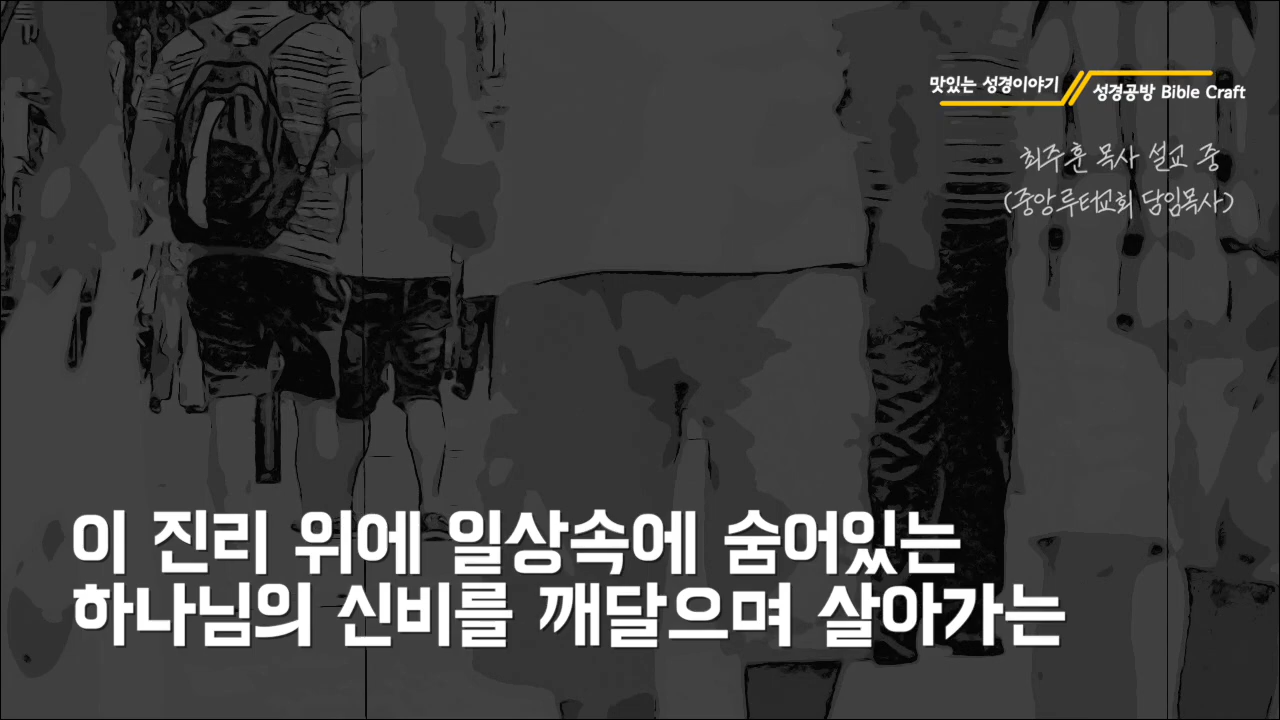 맛있는 성경이야기
성경공방 Bible Craft
최주훈 목사 설교 중
(중앙루터교회 담임목사)
이 진리 위에 일상속에 숨어있는
하나님의 신비를 깨달으며 살아가는